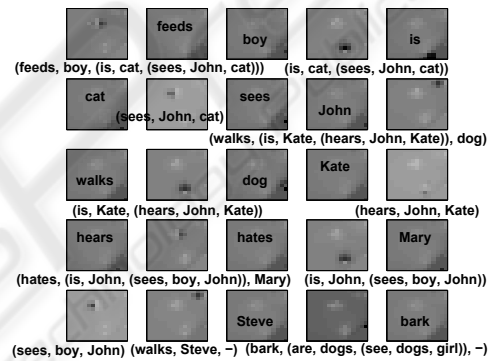 feeds boy is
(feeds, boy, (is, cat, (sees, John, cat))) (is, cat, (sees, John, cat))
cat sees John
(sees, John, cat)
(walks, (is, Kate, (hears, John, Kate)), dog)
walks dog Kate
(is, Kate, (hears, John, Kate)) (hears, John, Kate)
hears hates Mary
(hates, (is, John, (sees, boy, John)), Mary) (is, John, (sees, boy, John))
Steve bark
(sees, boy, John) (walks, Steve, −) (bark, (are, dogs, (see, dogs, girl)), −)